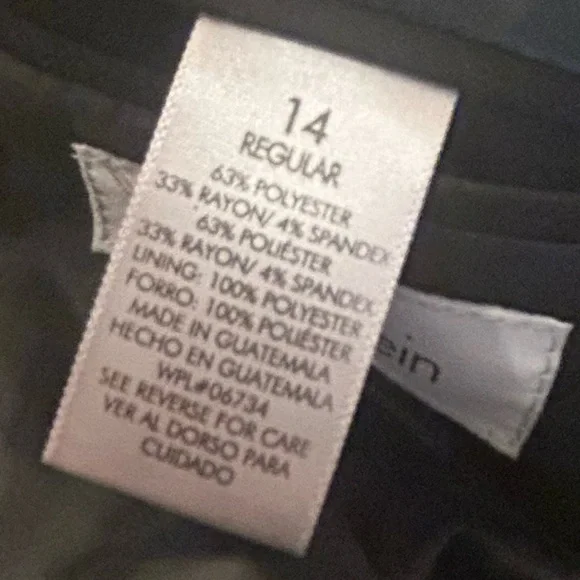 14
REGULAR
63% POLYESTER
33% RAYON/ 4% SPANDEX
63% POLIÉSTER
33% RAYON/ 4% SPANDEX
LINING: 100% POLYESTER
FORRO: 100% POLIÉSTER
MADE IN GUATEMALA
HECHO EN GUATEMALA
WPL#06734
SEE REVERSE FOR CARE
VER AL DORSO PARA
CUIDADO
ein